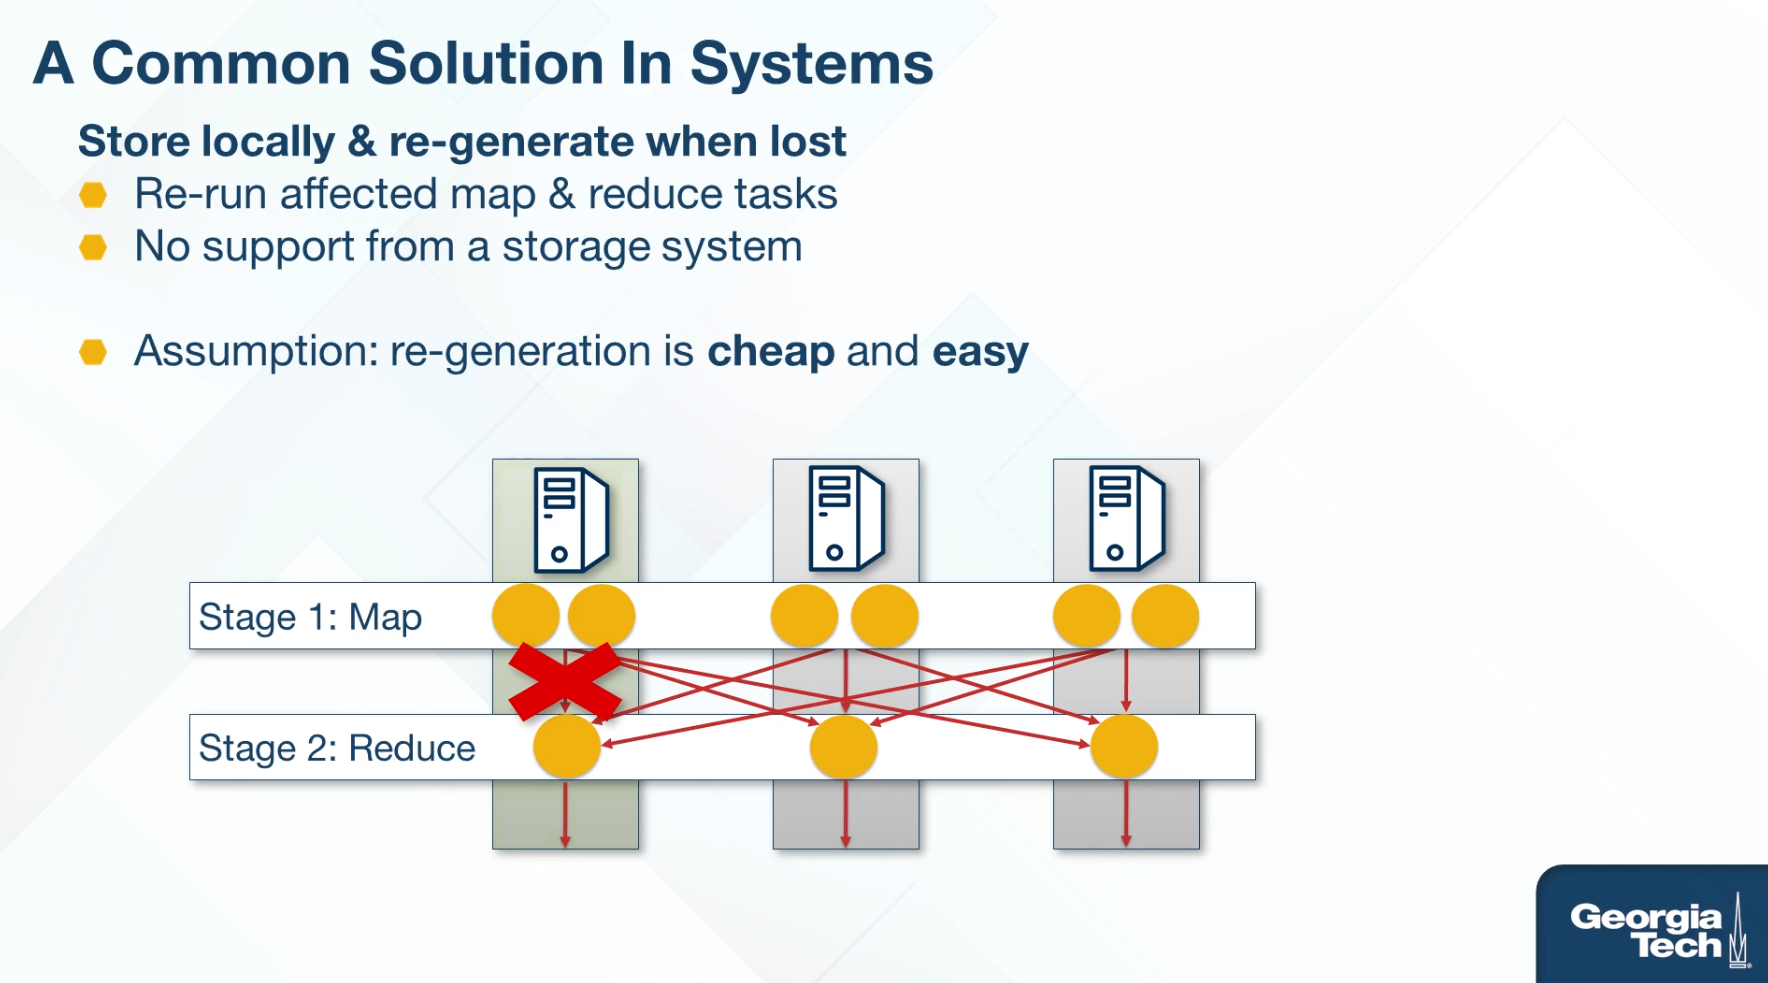 A Common Solution In Systems
Store locally & re-generate when lost
Re-run affected map & reduce tasks
No support from a storage system
Assumption: re-generation is cheap and easy
Stage 1: Map
Stage 2: Reduce
Georgia
Tech